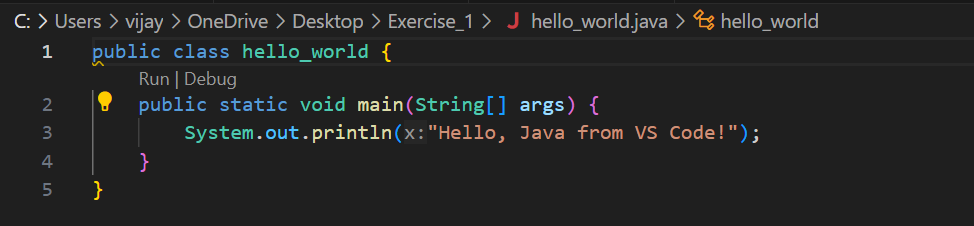 C: > Users > vijay > OneDrive > Desktop > Exercise_1 > J hello_world.java > hello_world
1 public class hello_world {
Run | Debug
2 public static void main(String[] args) {
3 System.out.println(x:"Hello, Java from VS Code!");
4 }
5 }